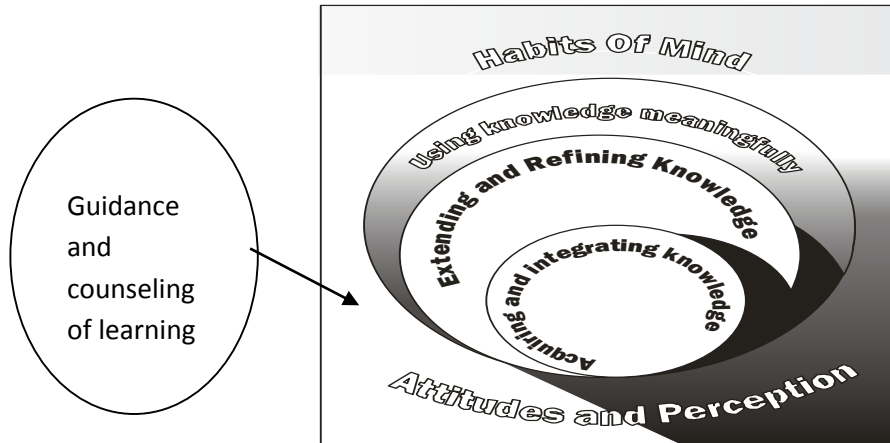 Guidance
and
counseling
of learning
Habits Of Mind
Using knowledge meaningfully
Extending and Refining Knowledge
Acquiring and integrating knowledge
Attitudes and Perception